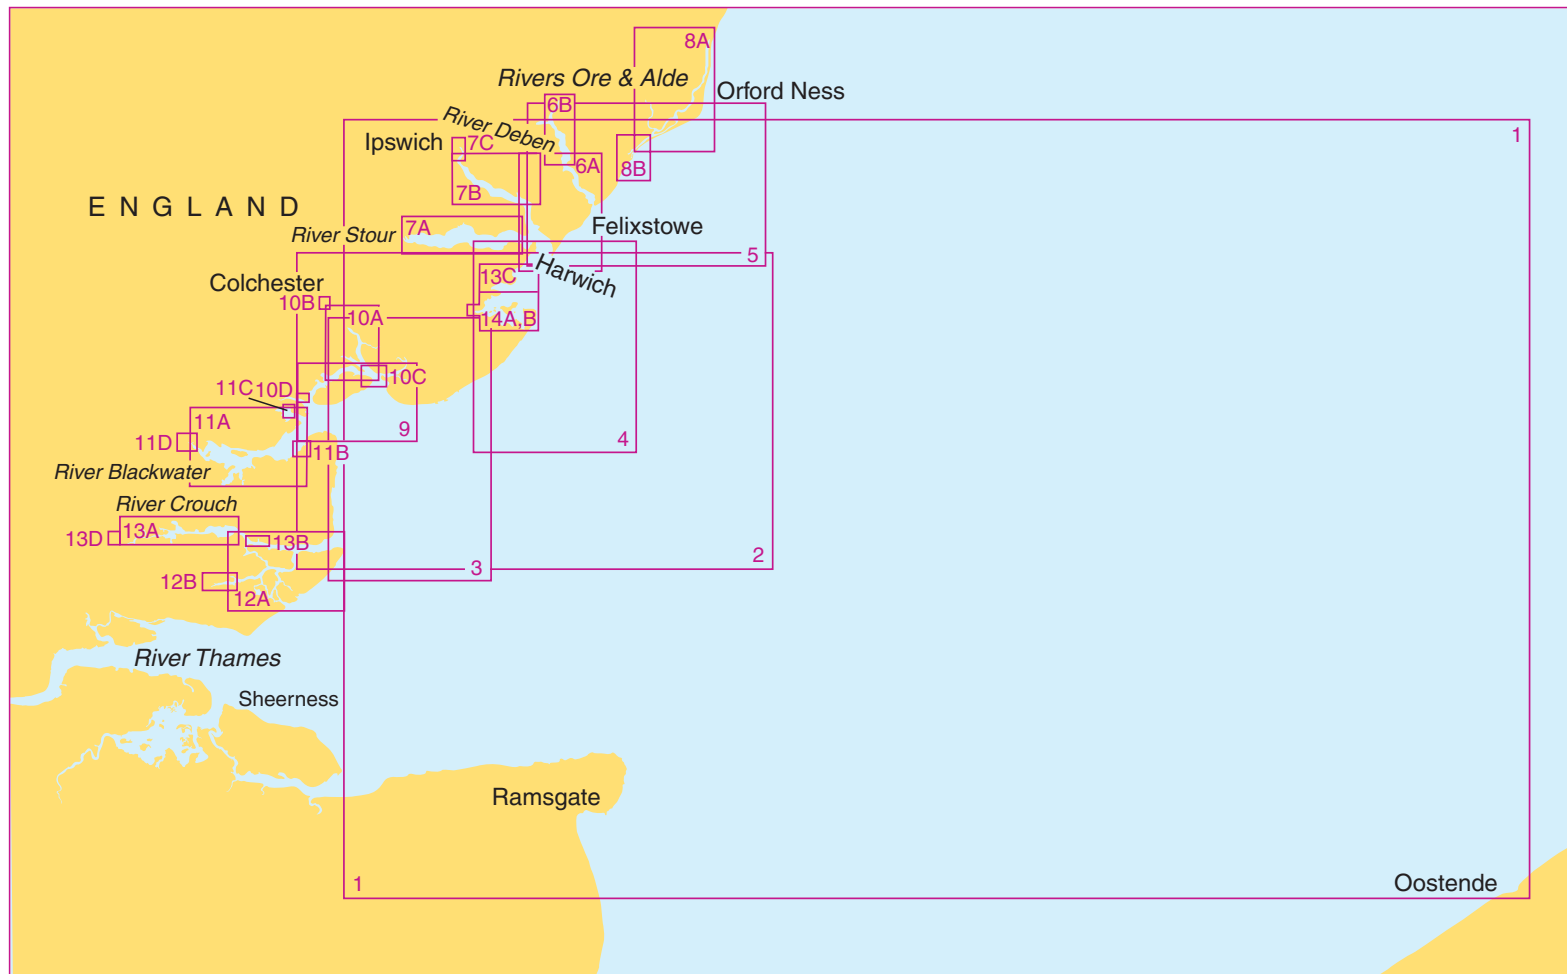 8A
Rivers Ore & Alde
Orford Ness
6B
River Deben
1
Ipswich
7C
6A
8B
7B
ENGLAND
7A
Felixstowe
River Stour
5
Harwich
13C
Colchester
10B
10A
14A,B
10C
11C
10D
11A
9
4
11D
11B
River Blackwater
River Crouch
13A
13D
13B
2
3
12B
12A
River Thames
Sheerness
Ramsgate
1
Oostende